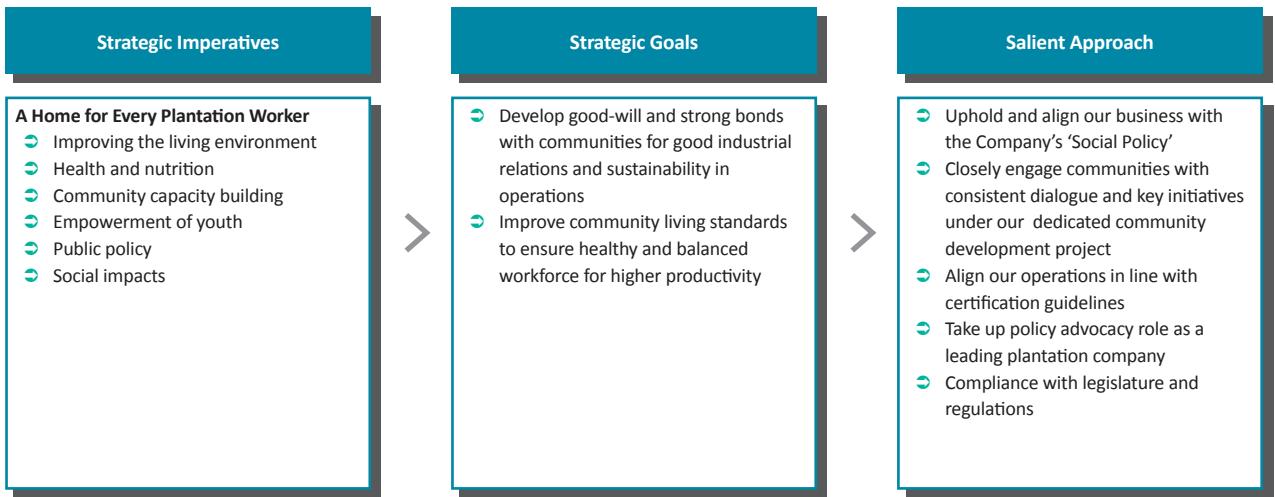 Strategic Imperatives
A Home for Every Plantation Worker
Improving the living environment
Health and nutrition
Community capacity building
Empowerment of youth
Public policy
Social impacts
Strategic Goals
Develop good-will and strong bonds
with communities for good industrial
relations and sustainability in
operations
Improve community living standards
to ensure healthy and balanced
workforce for higher productivity
Salient Approach
Uphold and align our business with
the Company's ‘Social Policy’
Closely engage communities with
consistent dialogue and key initiatives
under our dedicated community
development project
Align our operations in line with
certification guidelines
Take up policy advocacy role as a
leading plantation company
Compliance with legislature and
regulations